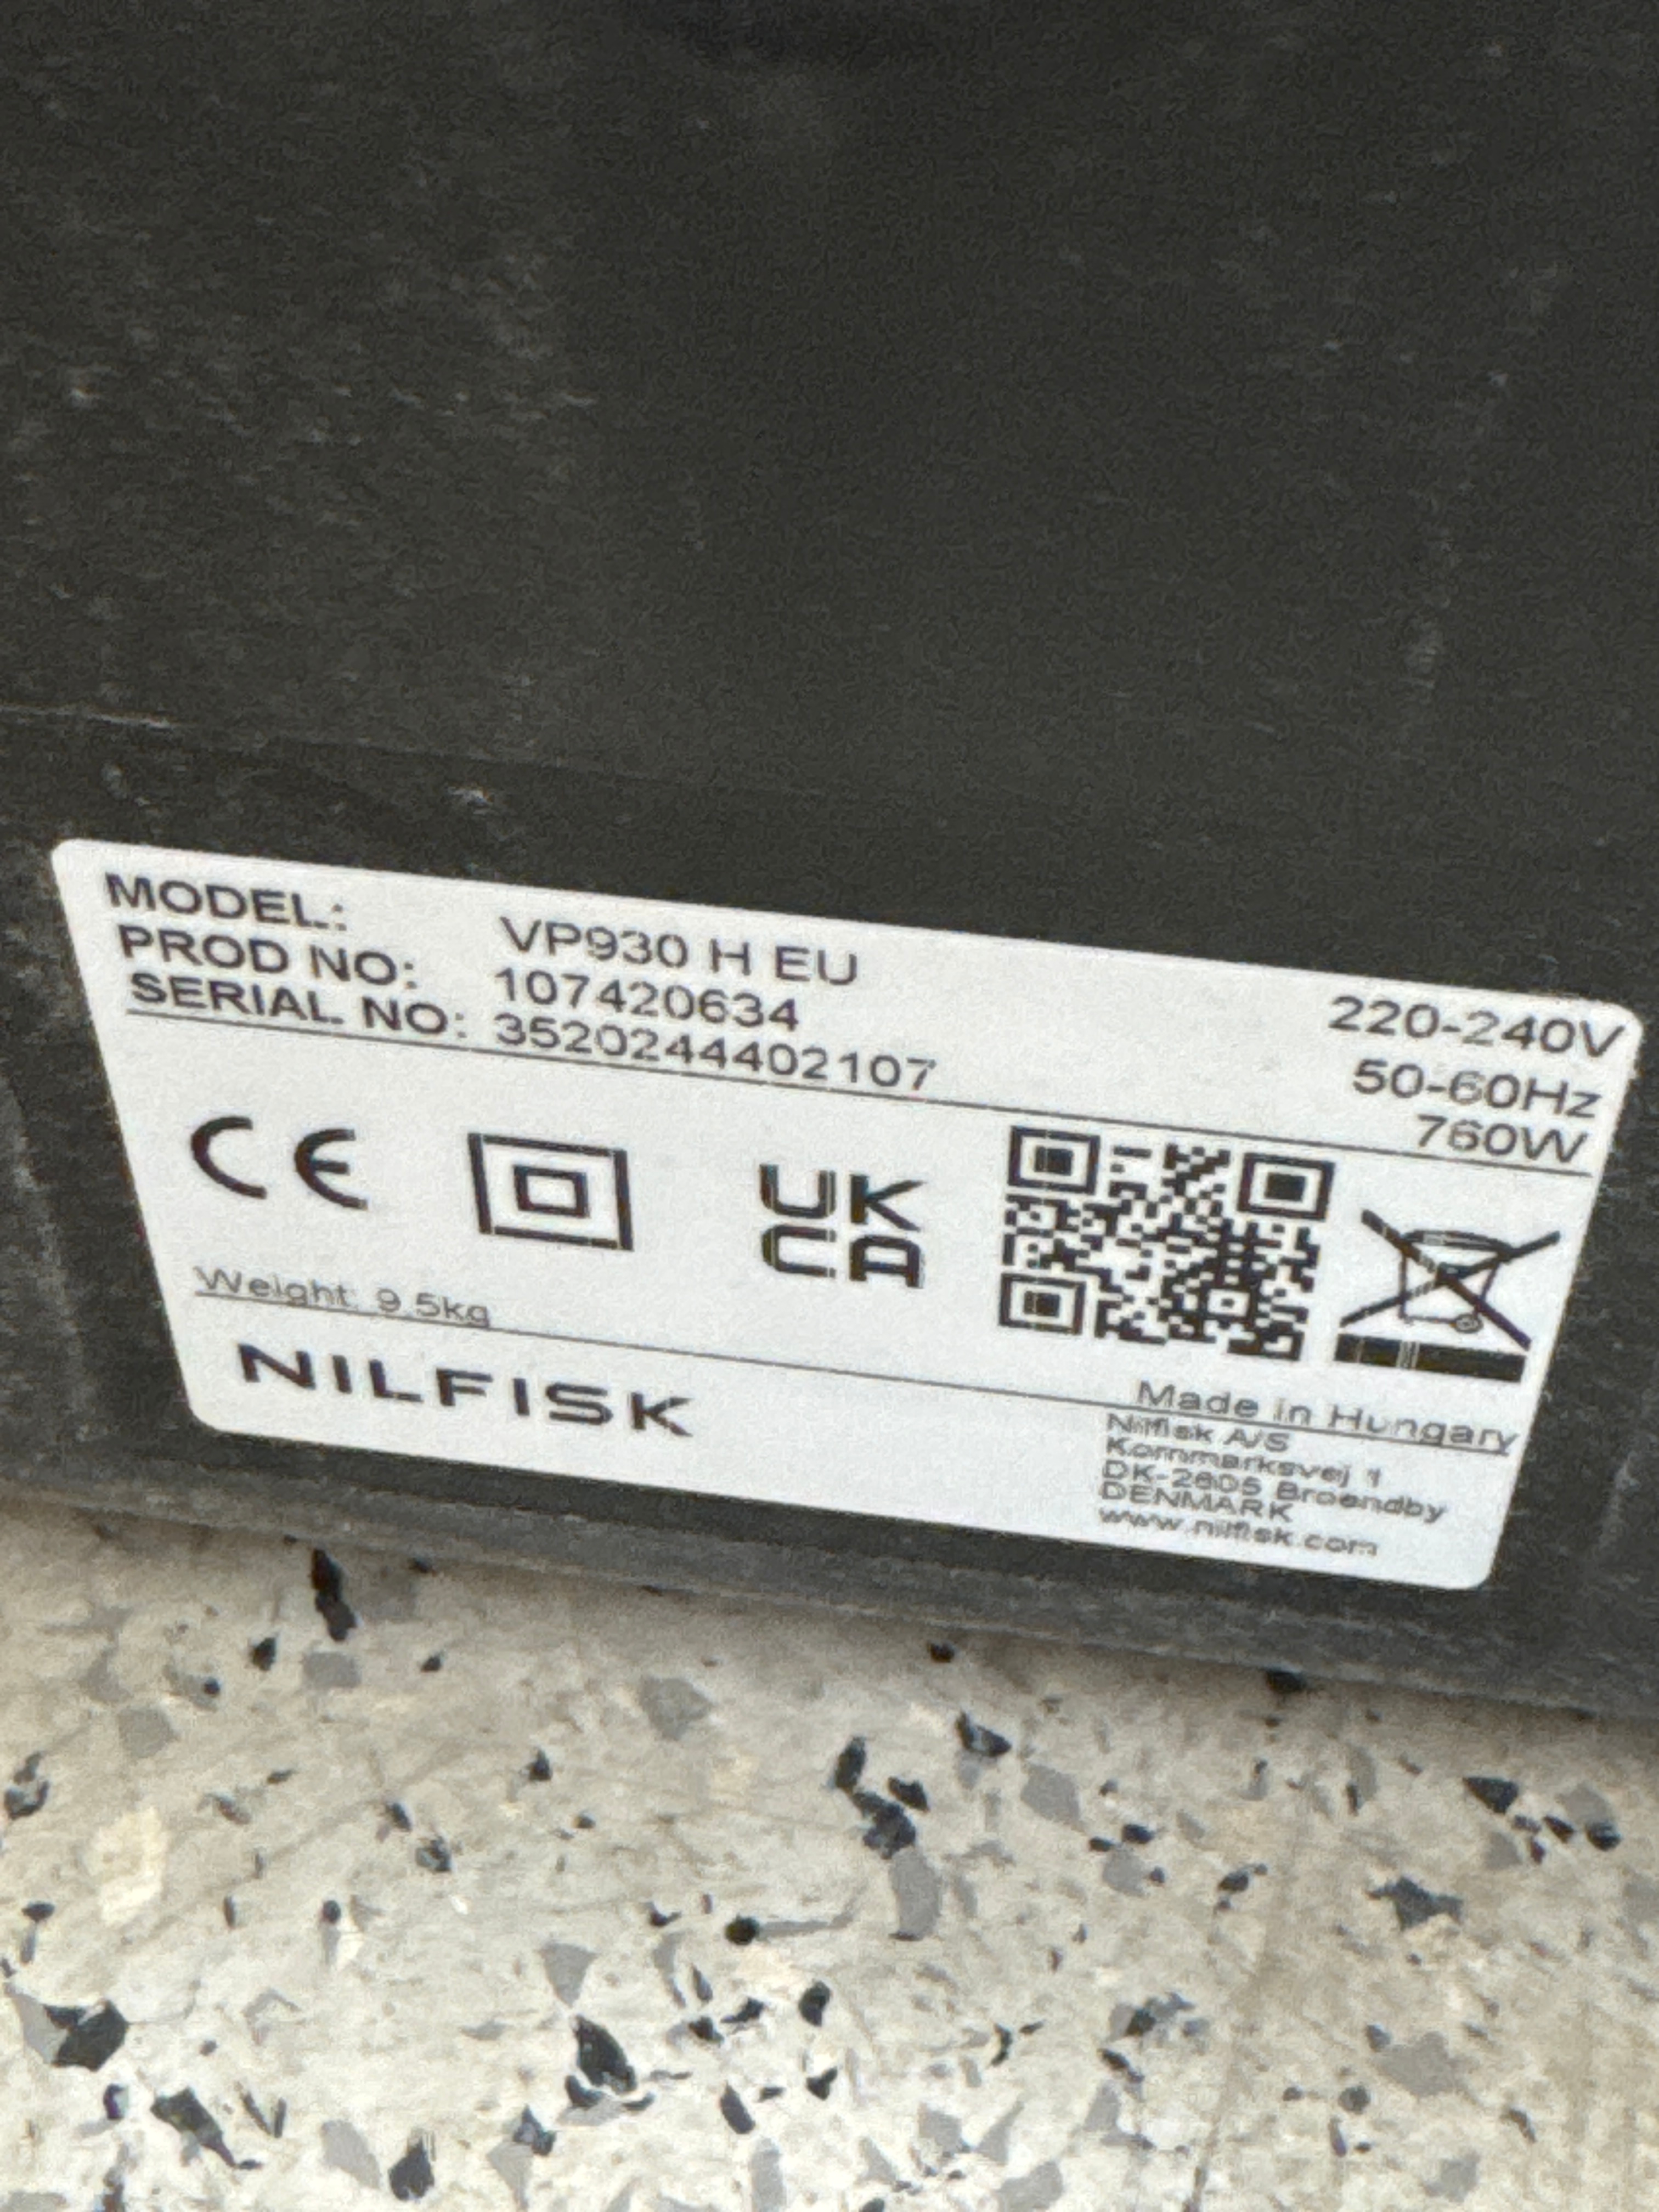 MODEL: VP930 H EU 220-240V
PROD NO: 107420634 50-60Hz
SERIAL NO: 3520244402107 760W
CE UK
CA
Weight: 9.5kg
Made in Hungary
NILFISK
Nilfisk A/S
Kornmarksvej 1
DK-2605 Broendby
DENMARK
www.nilfisk.com